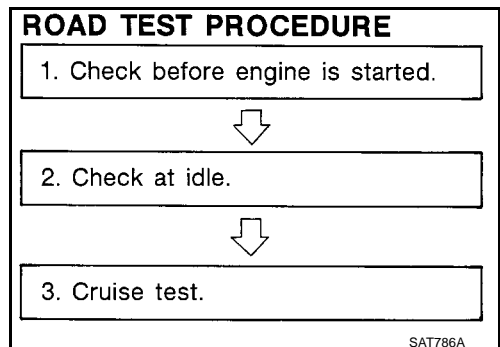 ROAD TEST PROCEDURE
1. Check before engine is started.
2. Check at idle.
3. Cruise test.
SAT786A